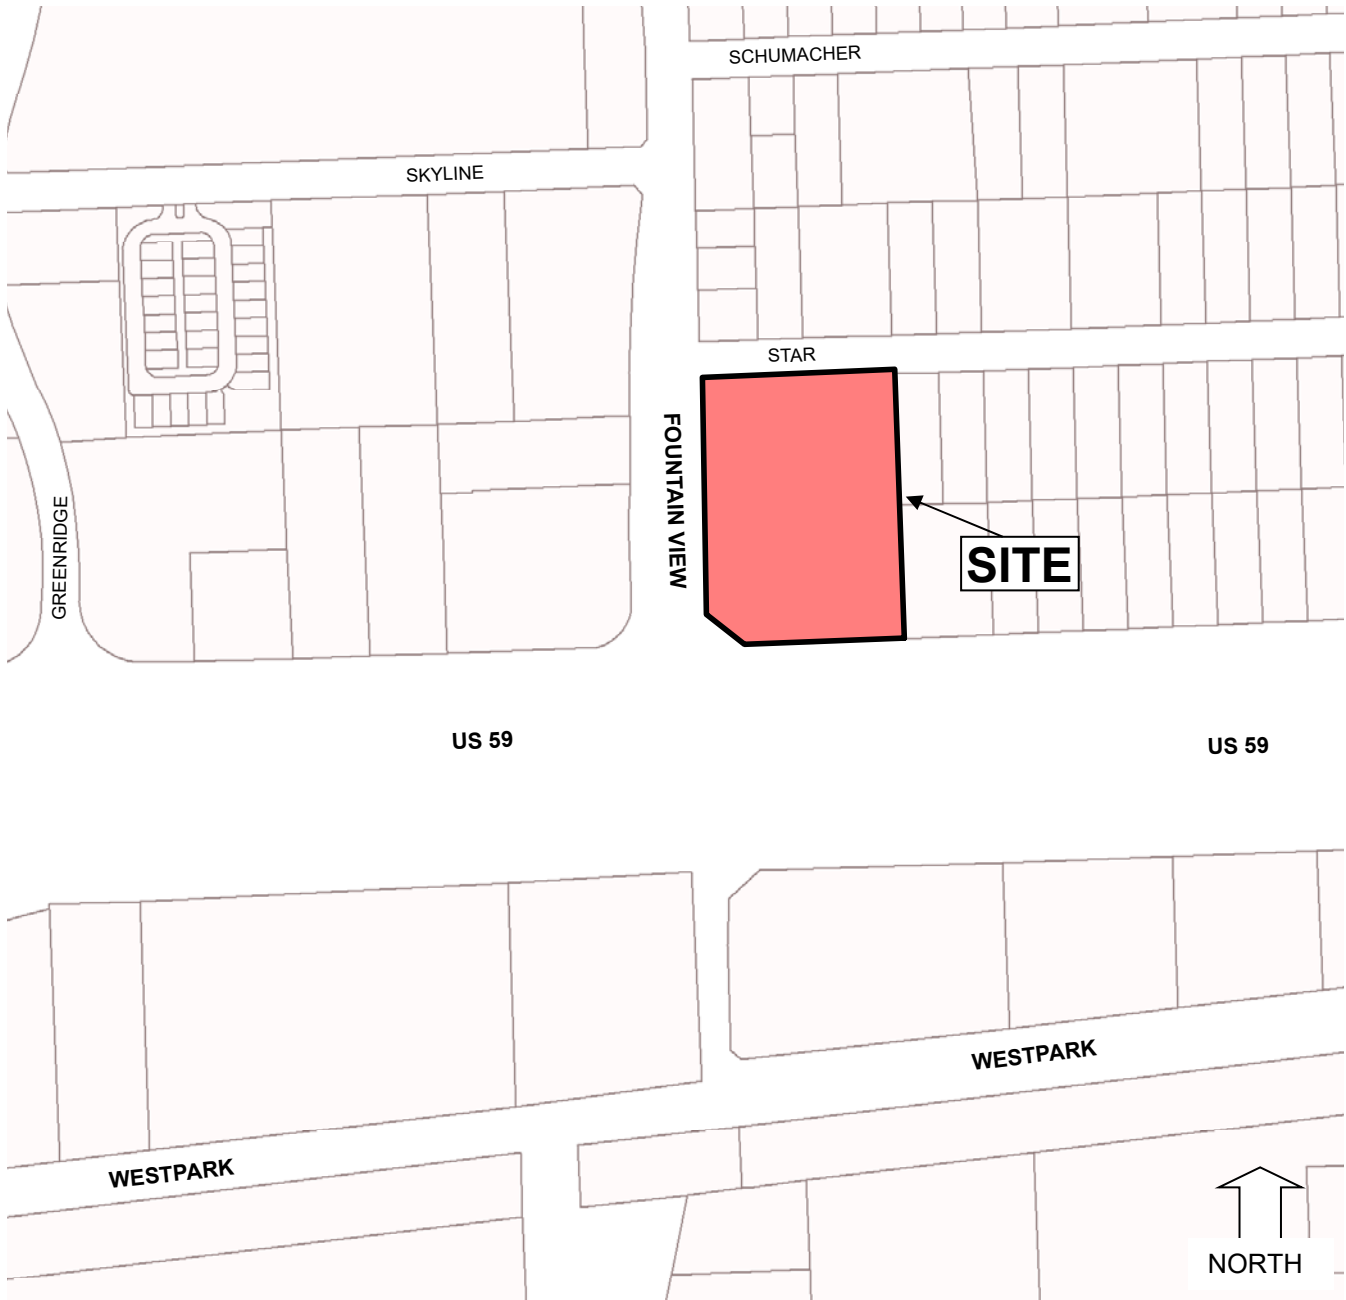 SCHUMACHER
SKYLINE
STAR
FOUNTAIN VIEW
GREENRIDGE
SITE
US 59
US 59
WESTPARK
WESTPARK
NORTH